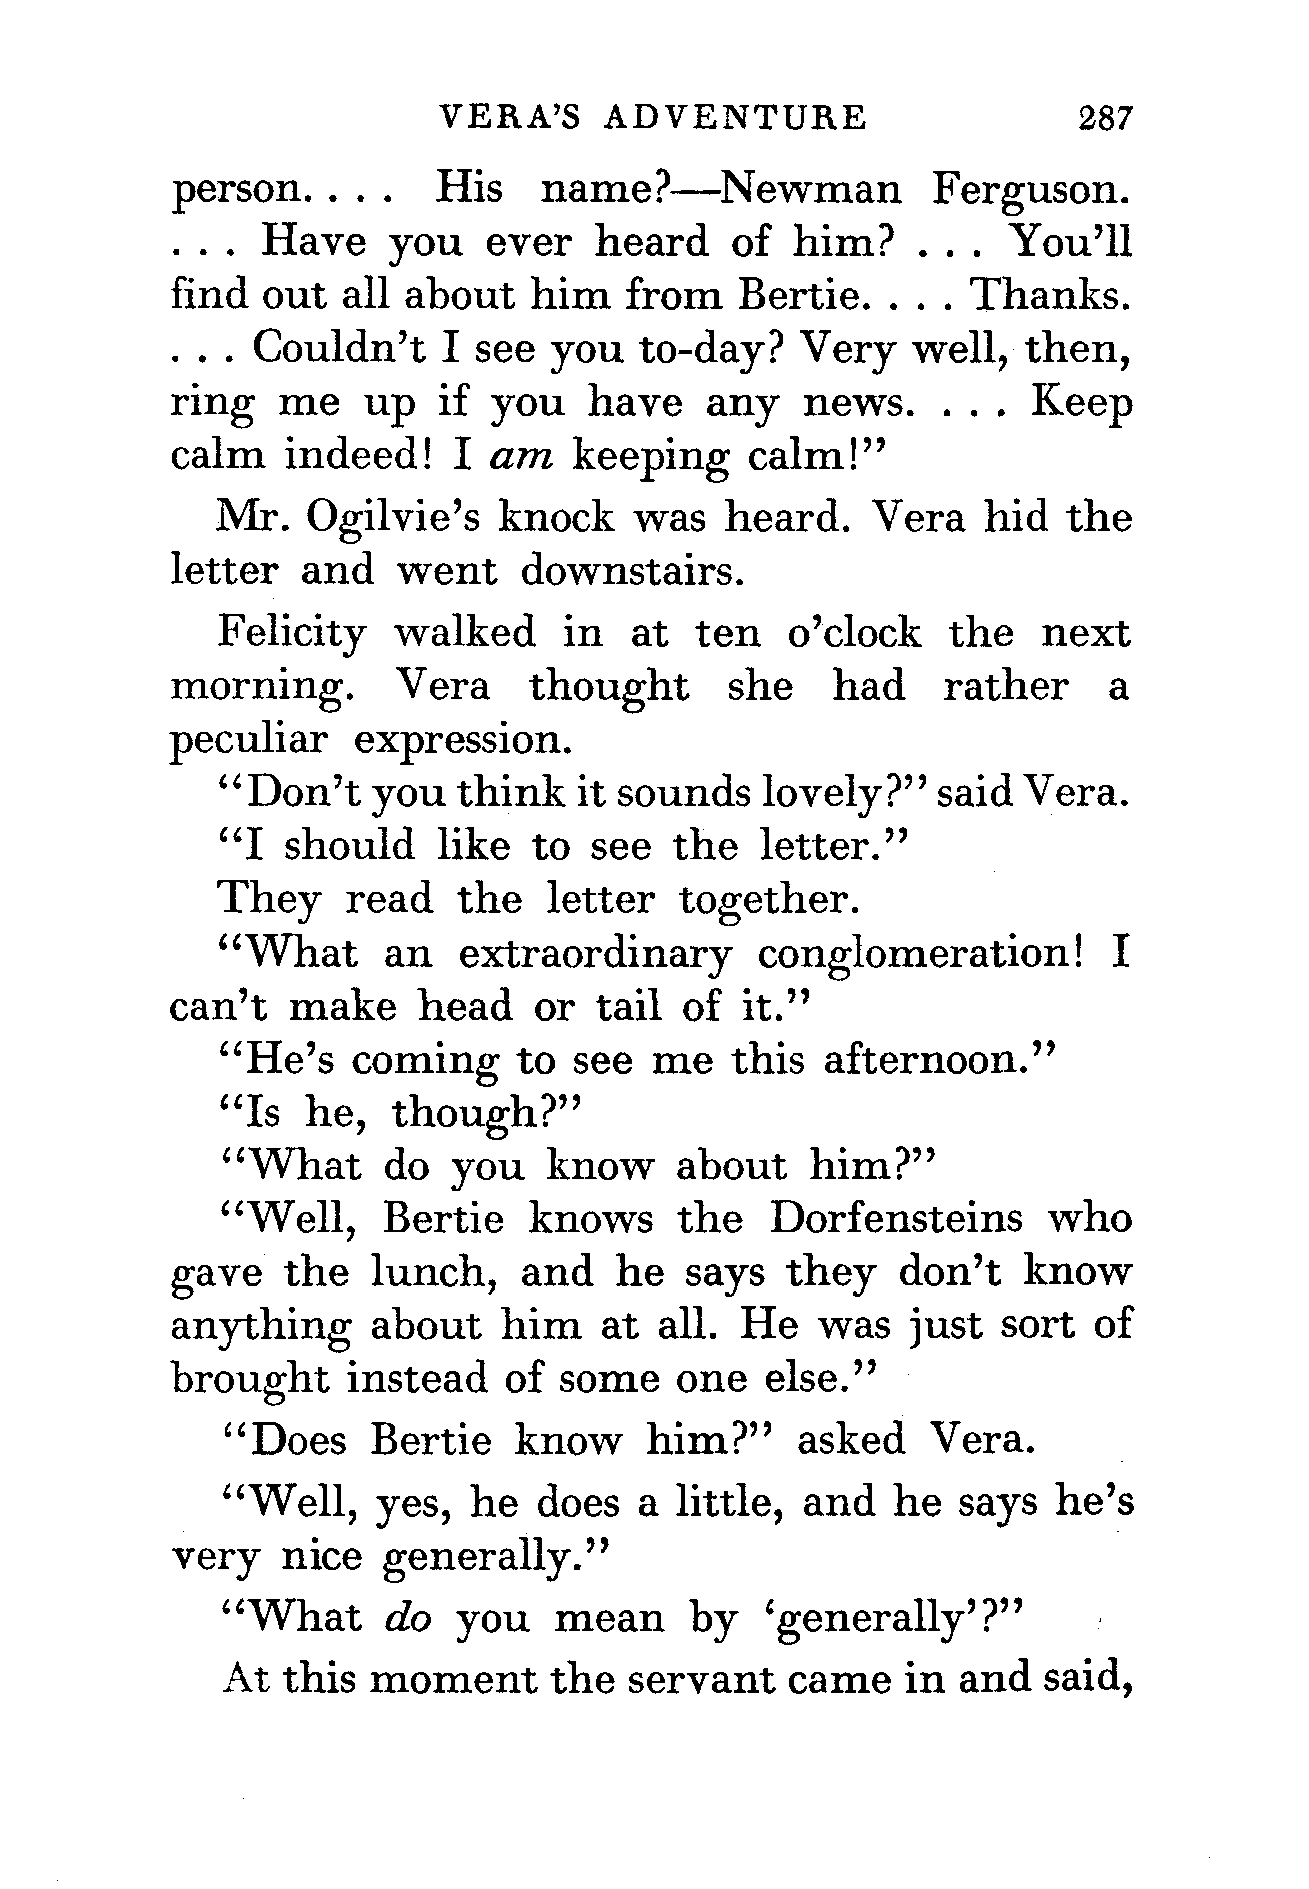 VERA'S ADVENTURE 287
person. . . . His name?—Newman Ferguson.
. . . Have you ever heard of him? . . . You'll
find out all about him from Bertie. . . . Thanks.
. . . Couldn't I see you to-day? Very well, then,
ring me up if you have any news. . . . Keep
calm indeed! I am keeping calm!"
Mr. Ogilvie's knock was heard. Vera hid the
letter and went downstairs.
Felicity walked in at ten o'clock the next
morning. Vera thought she had rather a
peculiar expression.
"Don't you think it sounds lovely?" said Vera.
"I should like to see the letter."
They read the letter together.
"What an extraordinary conglomeration! I
can't make head or tail of it."
"He's coming to see me this afternoon."
"Is he, though?"
"What do you know about him?"
"Well, Bertie knows the Dorfensteins who
gave the lunch, and he says they don't know
anything about him at all. He was just sort of
brought instead of some one else."
"Does Bertie know him?" asked Vera.
"Well, yes, he does a little, and he says he's
very nice generally."
"What do you mean by 'generally'?"
At this moment the servant came in and said,